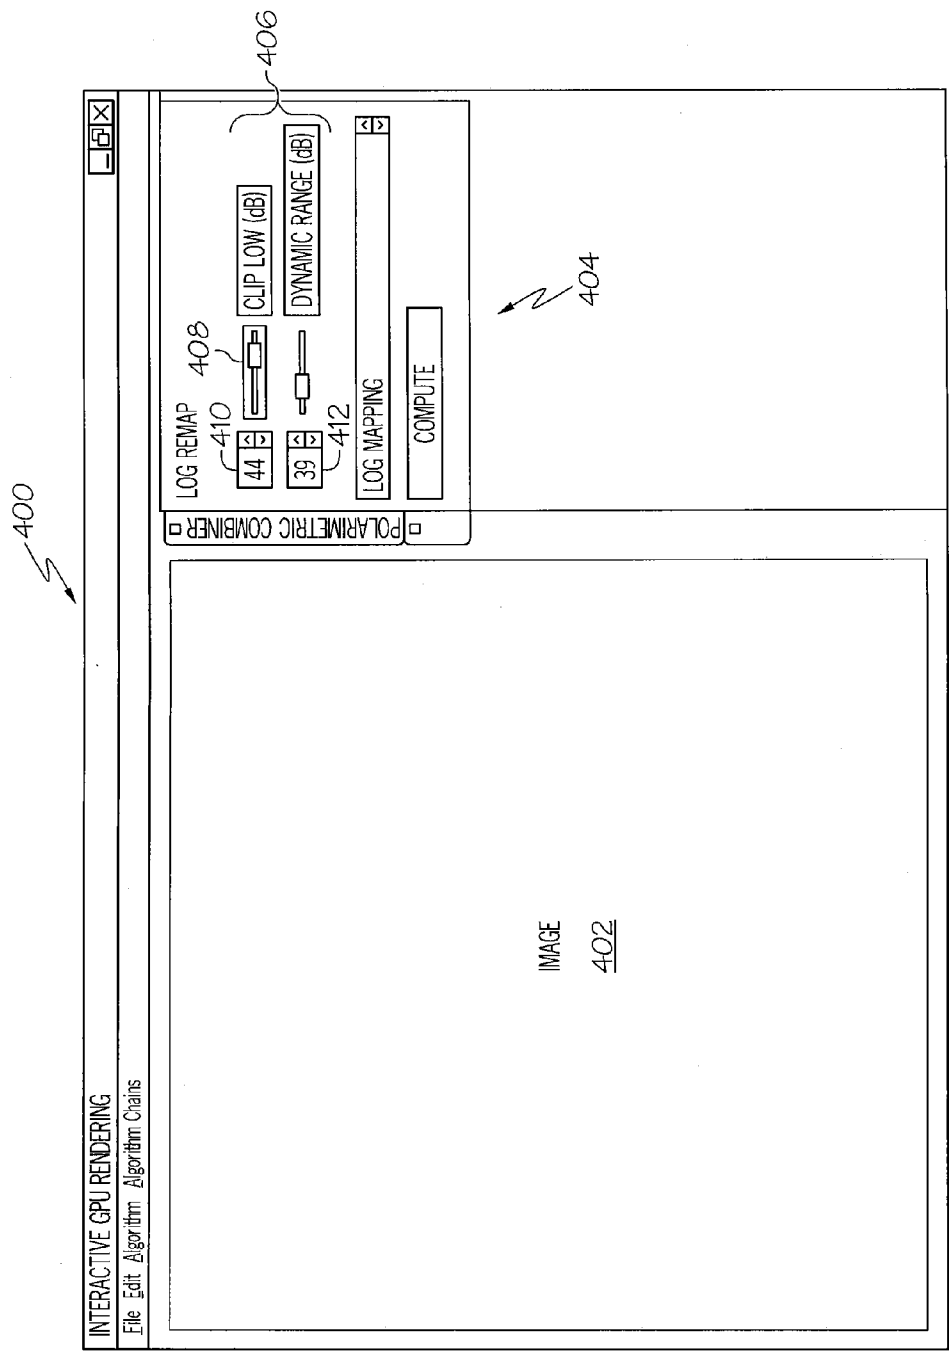 400
INTERACTIVE GPU RENDERING
File Edit Algorithm Algorithm Chains
POLARIMETRIC COMBINER
LOG REMAP
410
408
406
44
CLIP LOW (dB)
39
DYNAMIC RANGE (dB)
412
LOG MAPPING
COMPUTE
404
IMAGE
402